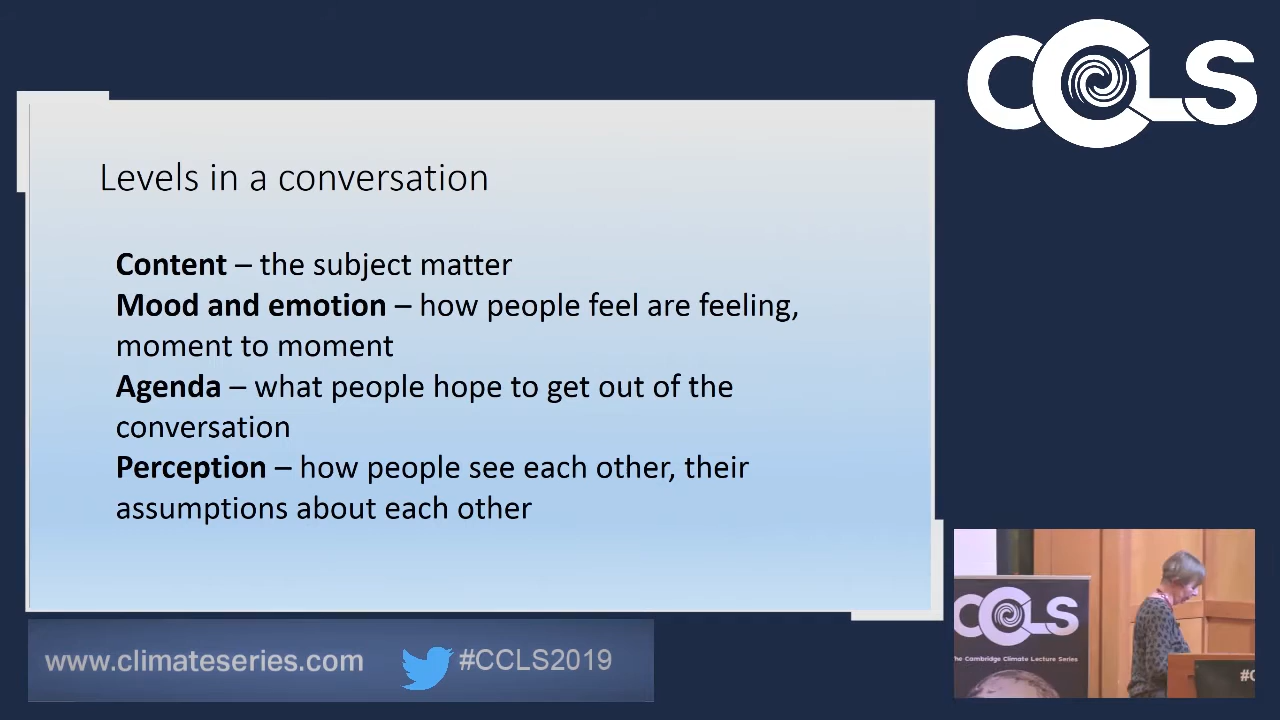 CCLS
Levels in a conversation
Content – the subject matter
Mood and emotion – how people feel are feeling,
moment to moment
Agenda – what people hope to get out of the
conversation
Perception – how people see each other, their
assumptions about each other
CCLS
The Cambridge Climate Lecture Series
www.climateseries.com
#CCLS2019